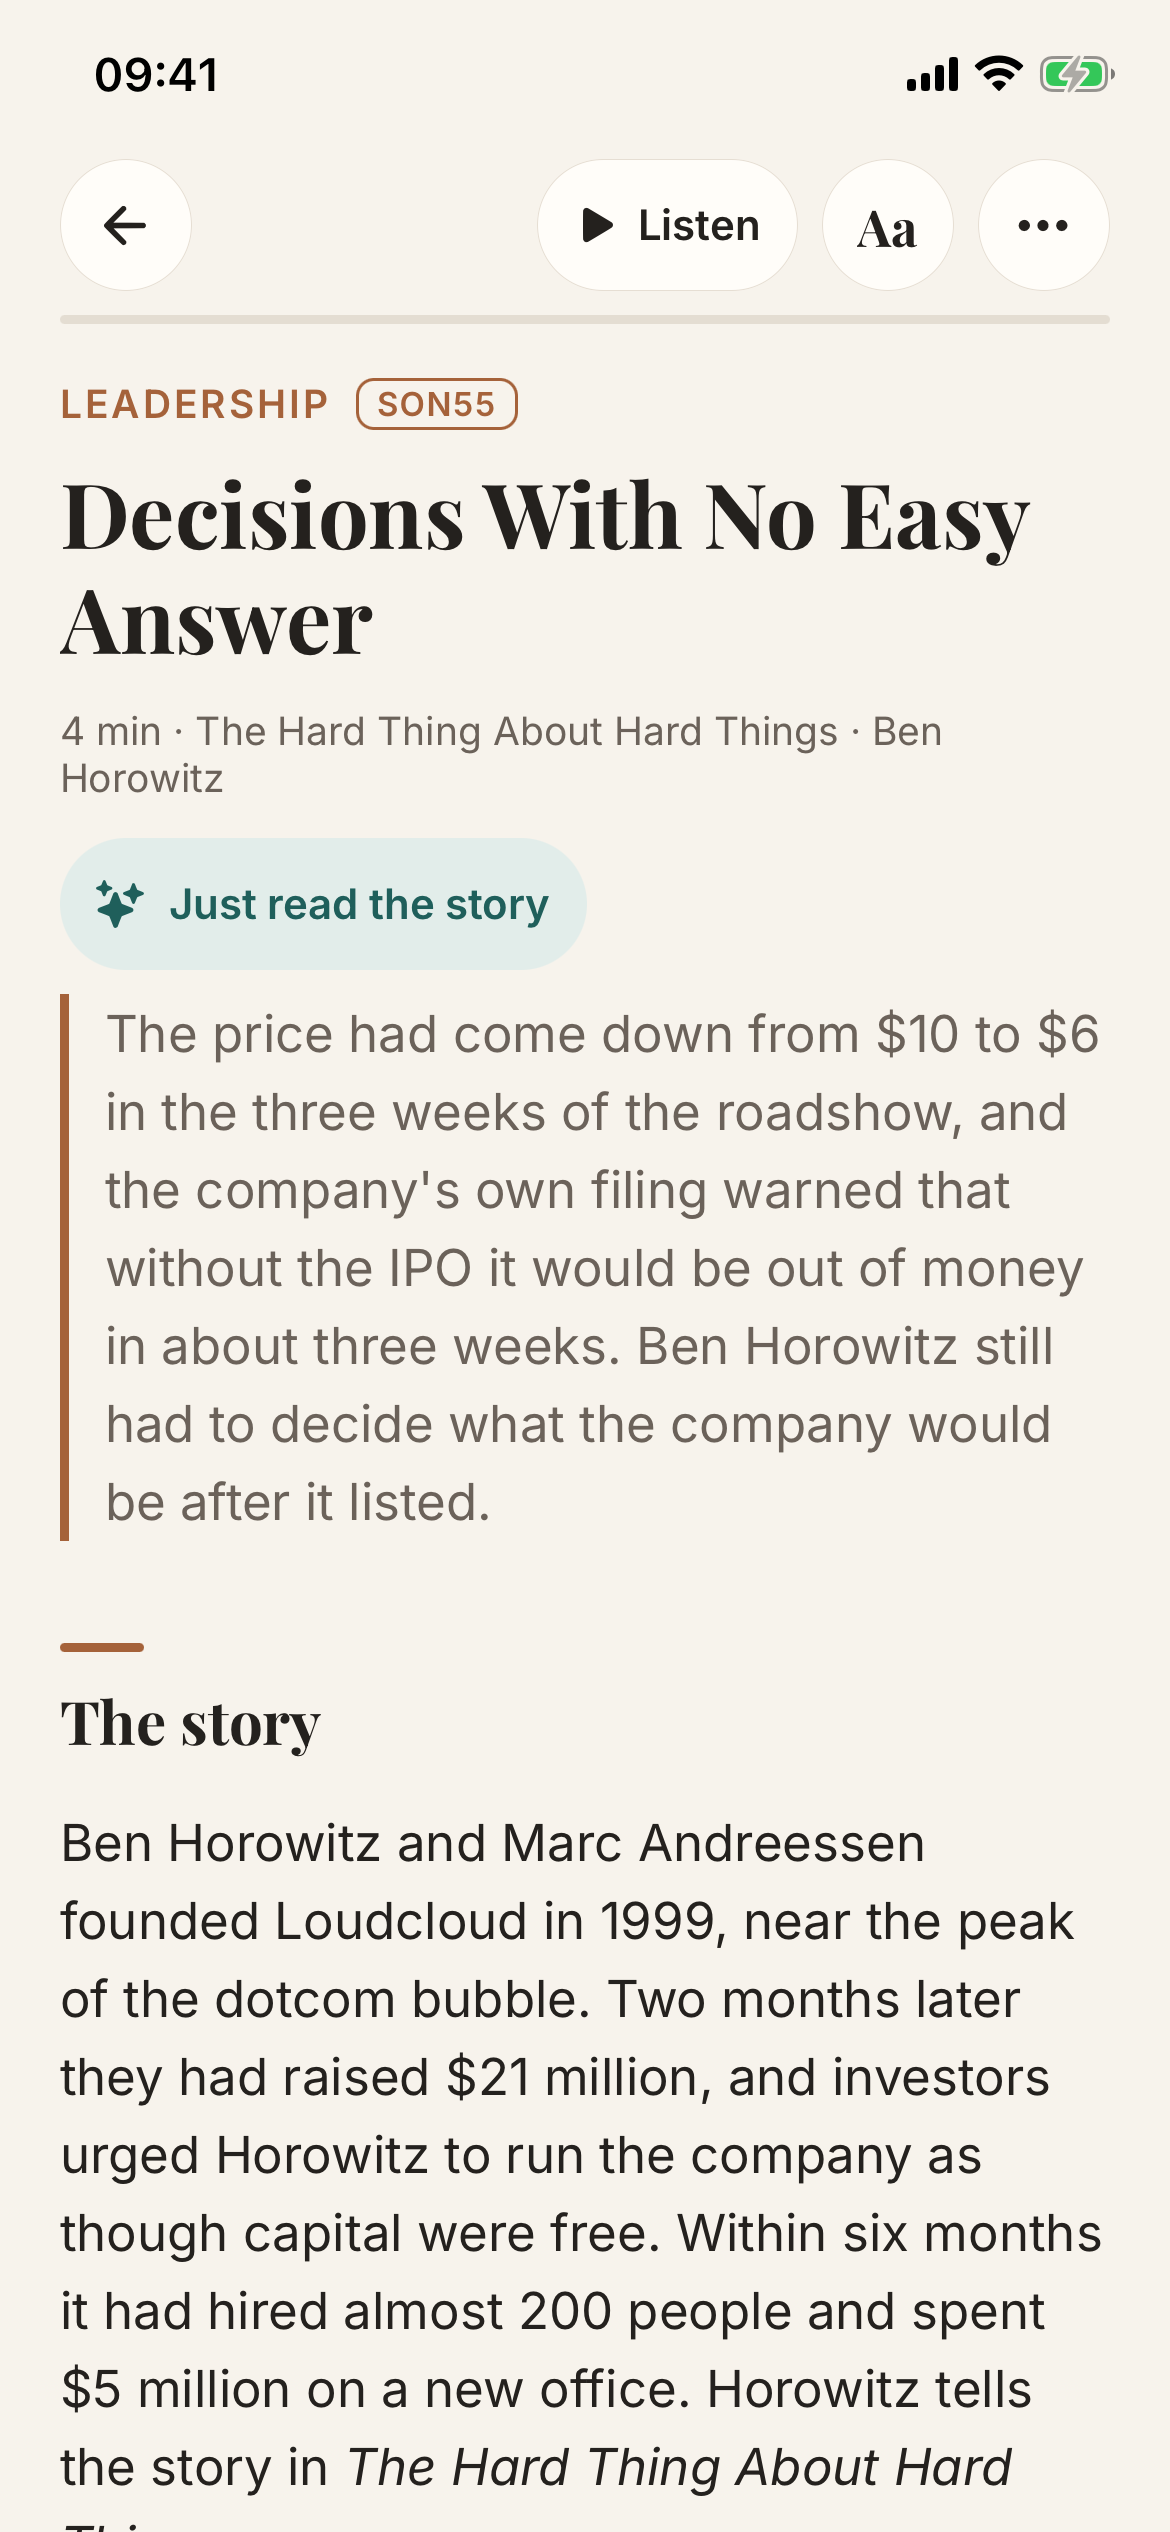 09:41
Listen
Aa
LEADERSHIP SON55
Decisions With No Easy
Answer
4 min · The Hard Thing About Hard Things · Ben
Horowitz
Just read the story
The price had come down from $10 to $6
in the three weeks of the roadshow, and
the company's own filing warned that
without the IPO it would be out of money
in about three weeks. Ben Horowitz still
had to decide what the company would
be after it listed.
The story
Ben Horowitz and Marc Andreessen
founded Loudcloud in 1999, near the peak
of the dotcom bubble. Two months later
they had raised $21 million, and investors
urged Horowitz to run the company as
though capital were free. Within six months
it had hired almost 200 people and spent
$5 million on a new office. Horowitz tells
the story in The Hard Thing About Hard